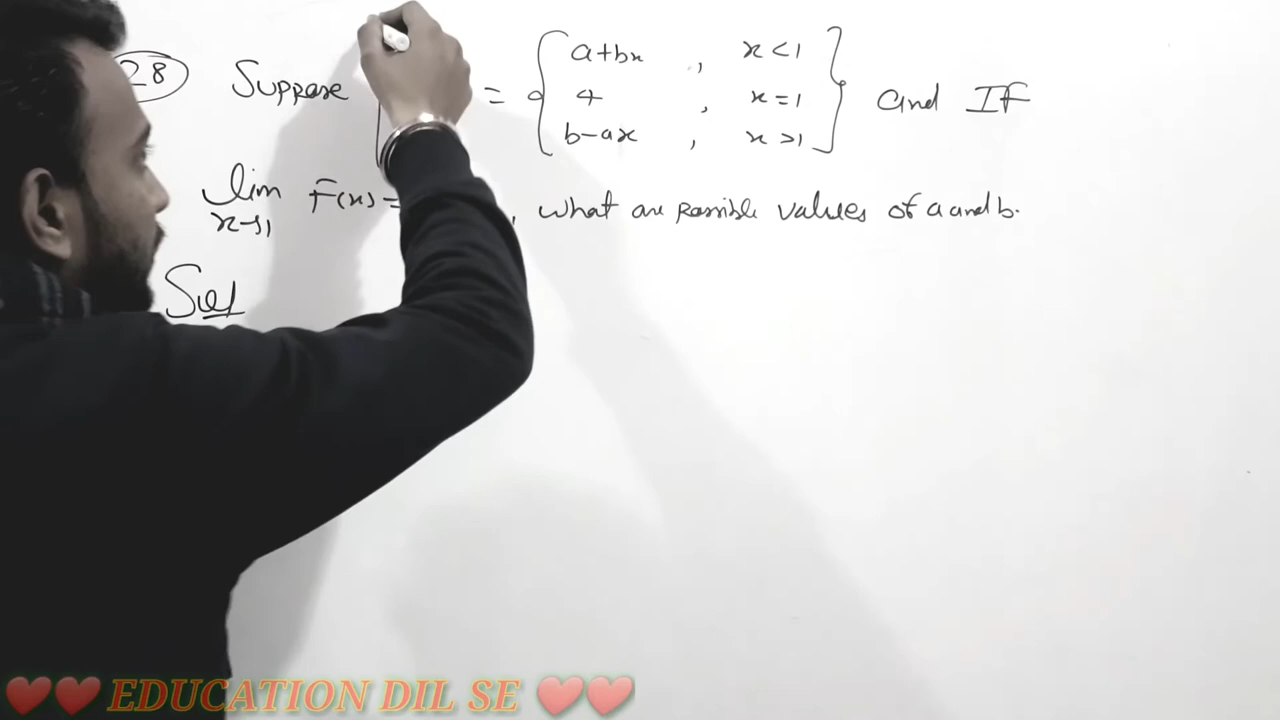 28 Suppose = { a+bx , x<1
4 , x=1 } and If
b-ax , x>1
lim x→1 F(x) = , what are possible values of a and b.
Sol
❤❤ EDUCATION DIL SE ❤❤